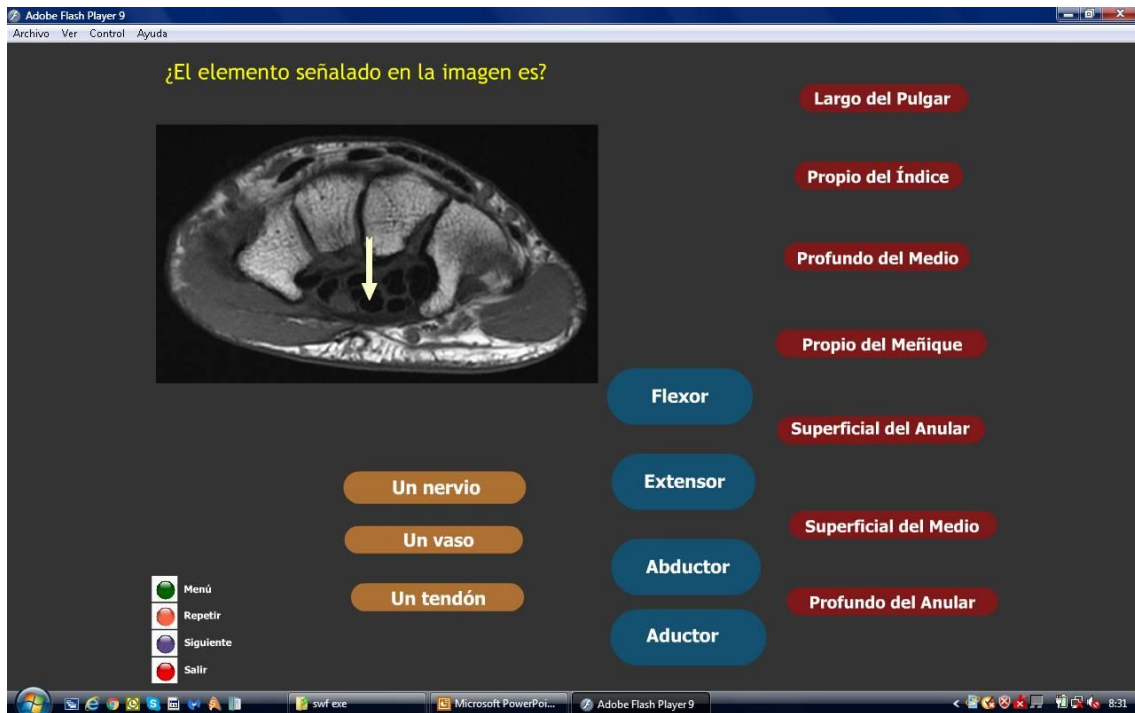 Adobe Flash Player 9
Archivo Ver Control Ayuda
¿El elemento señalado en la imagen es?
Largo del Pulgar
Propio del Índice
Profundo del Medio
Propio del Meñique
Flexor
Superficial del Anular
Extensor
Un nervio
Superficial del Medio
Un vaso
Abductor
Un tendón
Profundo del Anular
Aductor
Menú
Repetir
Siguiente
Salir
swf exe
Microsoft PowerPoi...
Adobe Flash Player 9
8:31